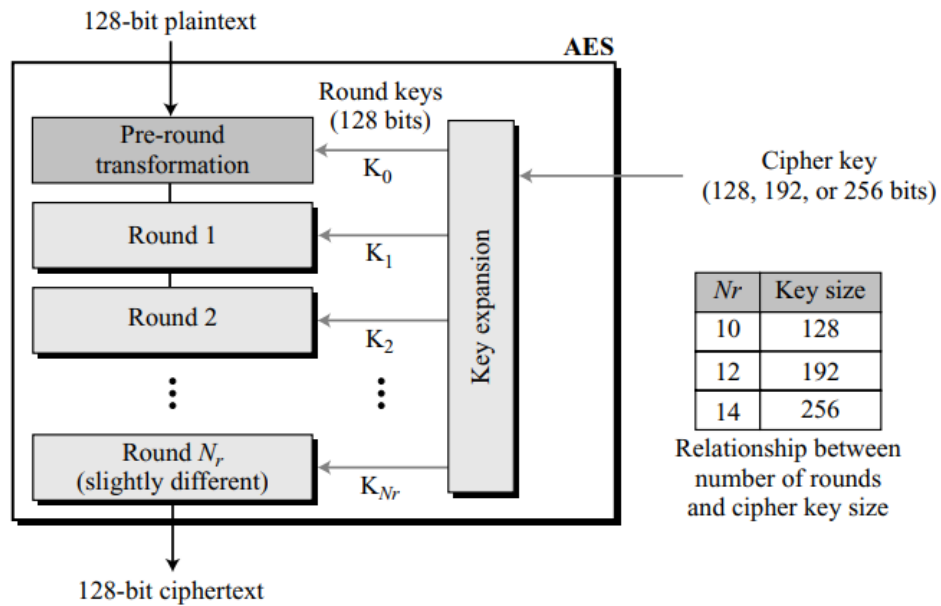 128-bit plaintext
AES
Round keys
(128 bits)
Pre-round
transformation
K0
Cipher key
(128, 192, or 256 bits)
Round 1
K1
Round 2
K2
Key expansion
Round Nr
(slightly different)
KNr
128-bit ciphertext
Nr Key size
10 128
12 192
14 256
Relationship between
number of rounds
and cipher key size